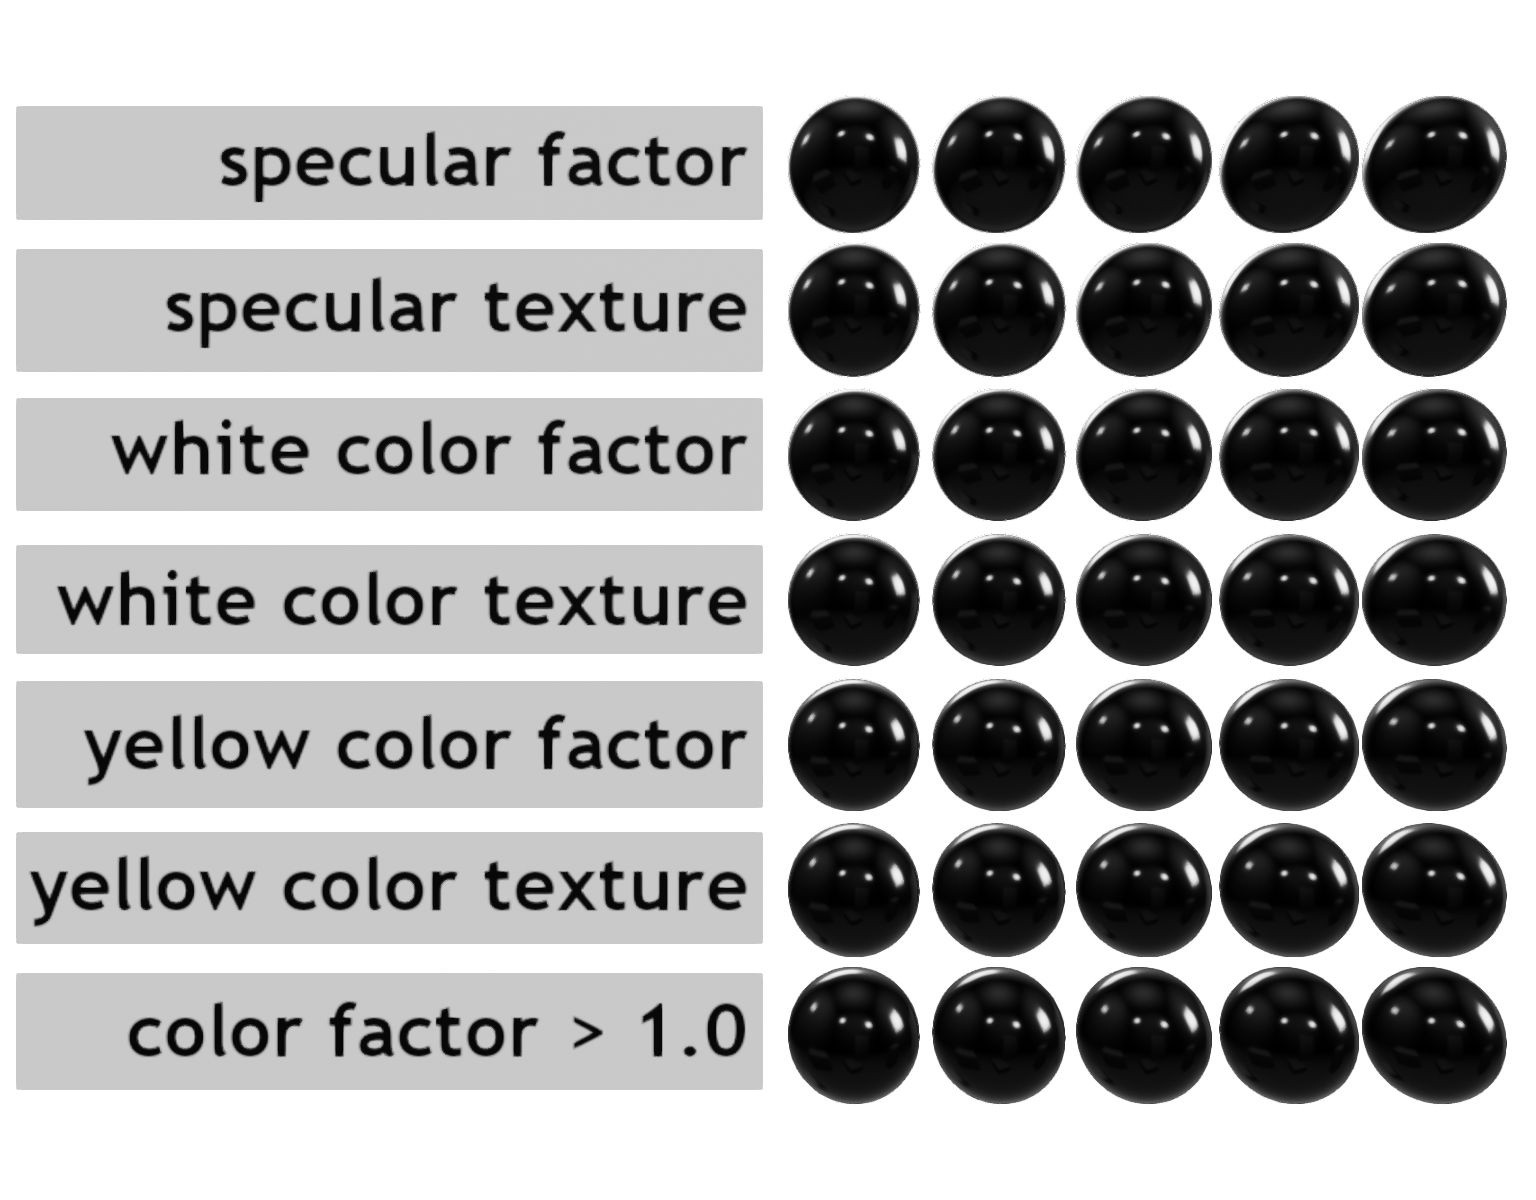 specular factor
specular texture
white color factor
white color texture
yellow color factor
yellow color texture
color factor > 1.0